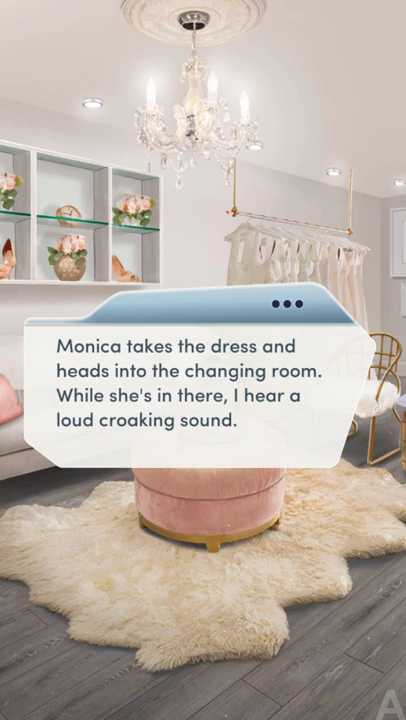 Monica takes the dress and
heads into the changing room.
While she's in there, I hear a
loud croaking sound.
A